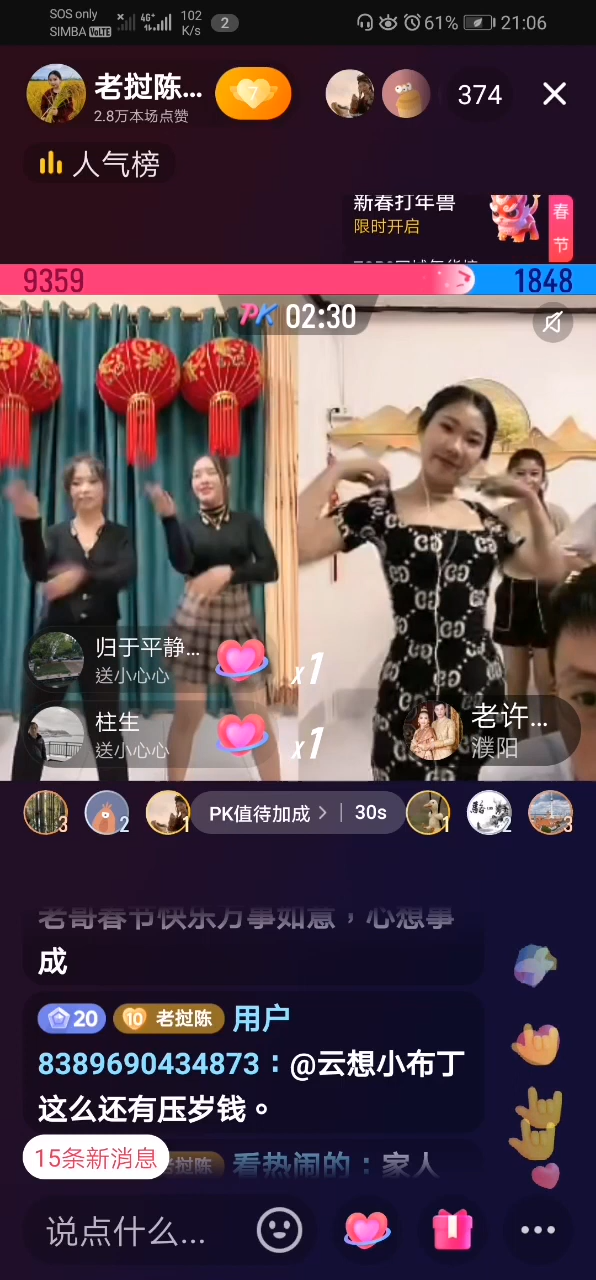 SOS only
SIMBA VoLTE
4G+
102
K/s
2
61%
21:06
老挝陈...
2.8万本场点赞
7
374
人气榜
新春打年兽
限时开启
春
节
9359
1848
PK 02:30
归于平静...
送小心心
x1
柱生
送小心心
x1
老许...
濮阳
3
2
1
PK值待加成 > | 30s
1
2
3
老哥春节快乐万事如意，心想事
成
20 10 老挝陈 用户
8389690434873：@云想小布丁
这么还有压岁钱。
15条新消息
老挝陈 看热闹的：家人
说点什么...